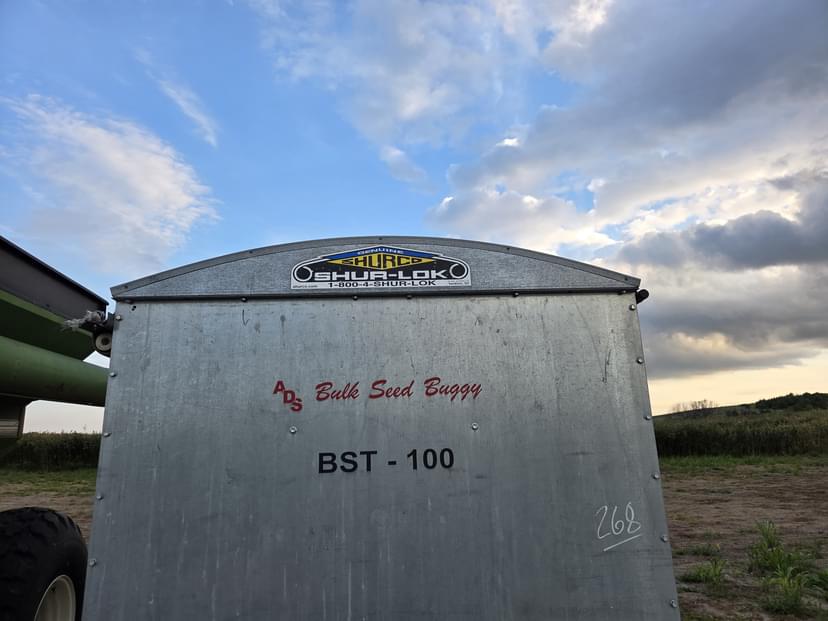 GENUINE
SHURCO
SHUR-LOK
1-800-4-SHUR-LOK
ADS Bulk Seed Buggy
BST - 100
268